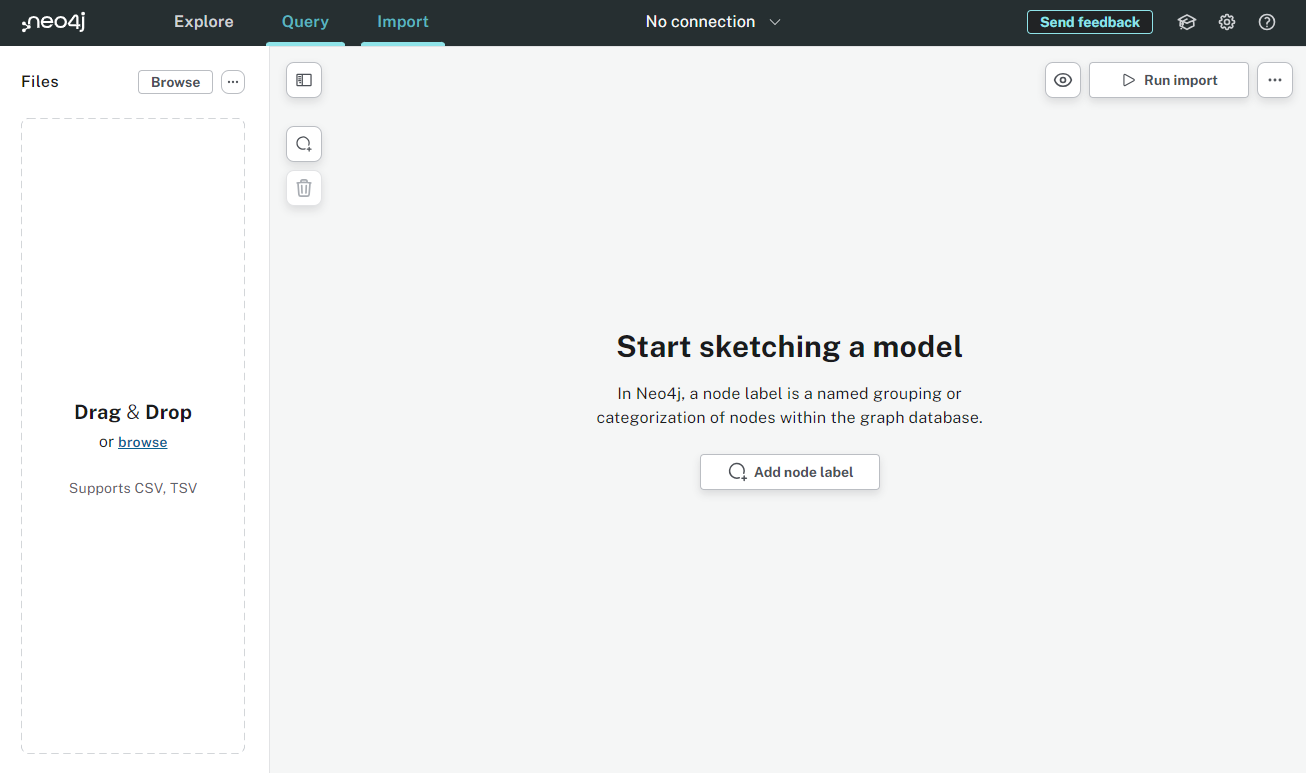 neo4j Explore Query Import No connection Send feedback
Files Browse
Run import
Drag & Drop
or browse
Supports CSV, TSV
Start sketching a model
In Neo4j, a node label is a named grouping or
categorization of nodes within the graph database.
Add node label